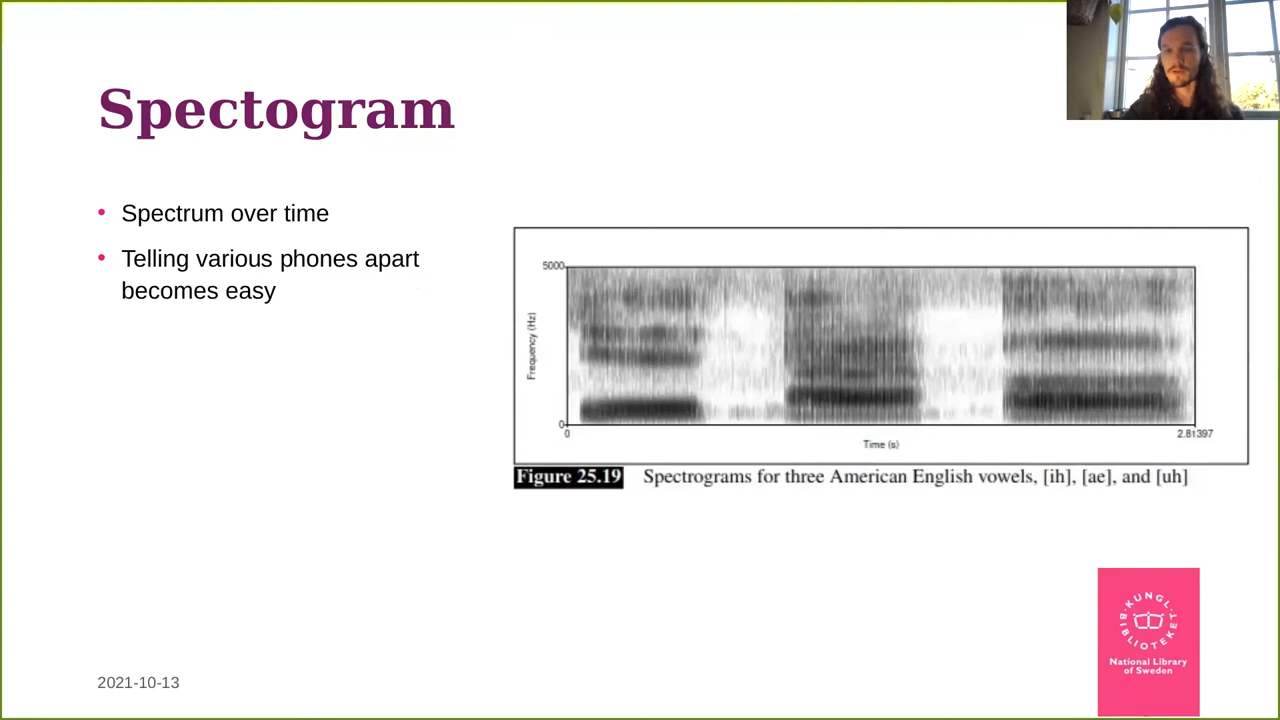 Spectogram
• Spectrum over time
• Telling various phones apart
becomes easy
5000
Frequency (Hz)
0
0
2.81397
Time (s)
Figure 25.19 Spectrograms for three American English vowels, [ih], [ae], and [uh]
KUNGL.
BIBLIOTEKET
National Library
of Sweden
2021-10-13